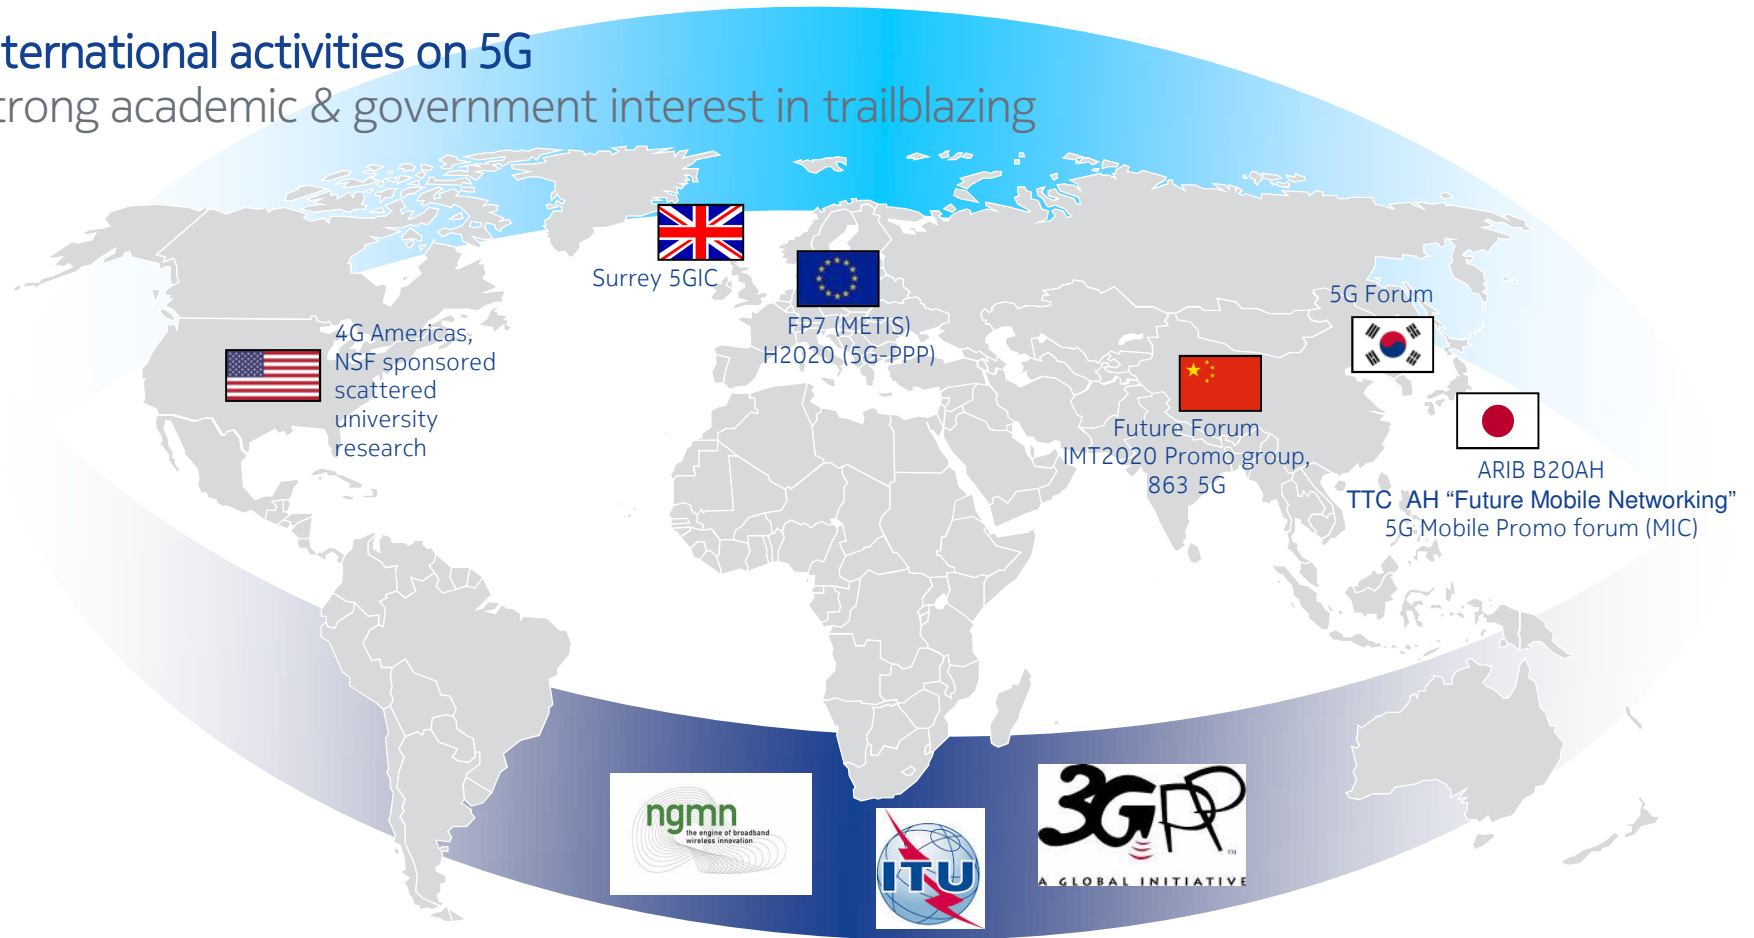 ternational activities on 5G
trong academic & government interest in trailblazing
Surrey 5GIC
FP7 (METIS)
H2020 (5G-PPP)
5G Forum
4G Americas,
NSF sponsored
scattered
university
research
Future Forum
IMT2020 Promo group,
863 5G
ARIB B20AH
TTC AH “Future Mobile Networking”
5G Mobile Promo forum (MIC)
ngmn
the engine of broadband
wireless innovation
ITU
3GPP
TM
A GLOBAL INITIATIVE